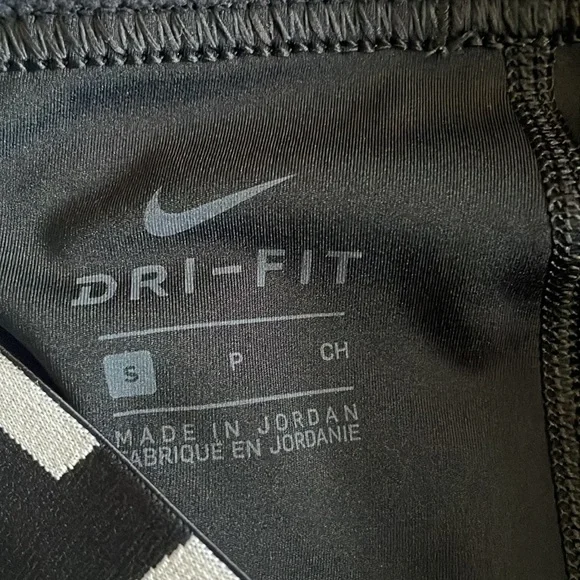 DRI-FIT
S P CH
MADE IN JORDAN
FABRIQUE EN JORDANIE